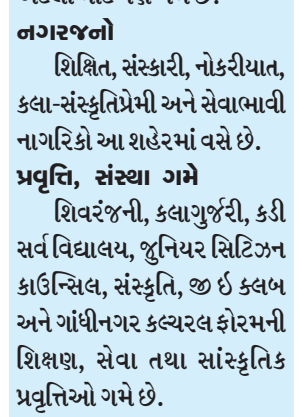 નગરજનો
શિક્ષિત, સંસ્કારી, નોકરીયાત,
કલા-સંસ્કૃતિપ્રેમી અને સેવાભાવી
નાગરિકો આ શહેરમાં વસે છે.
પ્રવૃત્તિ, સંસ્થા ગમે
શિવરંજની, કલાગુર્જરી, કડી
સર્વ વિદ્યાલય, જુનિયર સિટિઝન
કાઉન્સિલ, સંસ્કૃતિ, જી ઇ ક્લબ
અને ગાંધીનગર કલ્ચરલ ફોરમની
શિક્ષણ, સેવા તથા સાંસ્કૃતિક
પ્રવૃત્તિઓ ગમે છે.